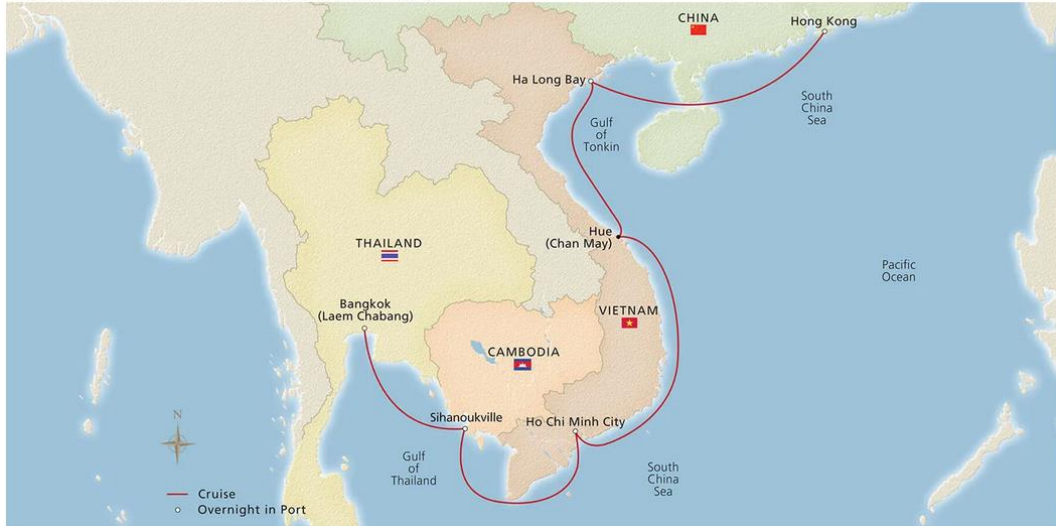 CHINA
Hong Kong
Ha Long Bay
South
China
Sea
Gulf
of
Tonkin
Hue
(Chan May)
THAILAND
Pacific
Ocean
Bangkok
(Laem Chabang)
VIETNAM
CAMBODIA
Sihanoukville
Ho Chi Minh City
N
Gulf
of
Thailand
South
China
Sea
Cruise
Overnight in Port